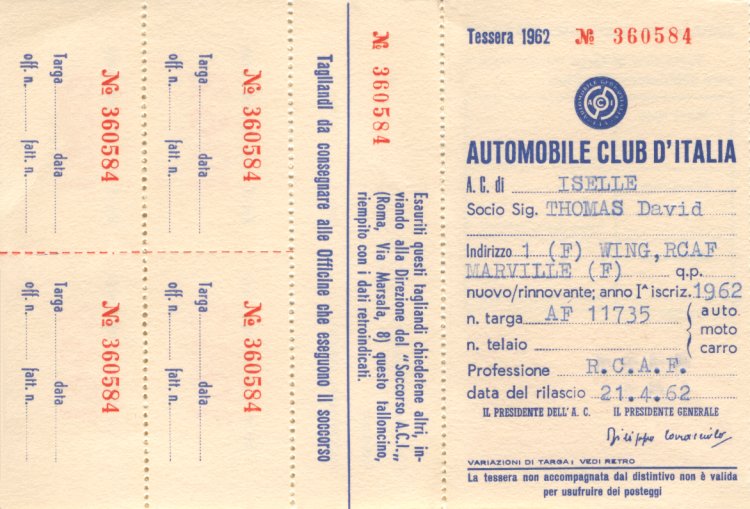 Tessera 1962 № 360584
AUTOMOBILE CLUB D'ITALIA
A. C. di ISELLE
Socio Sig. THOMAS David
Indirizzo 1 (F) WING,RCAF
MARVILLE (F) q.p.
nuovo/rinnovante; anno Iª iscriz. 1962
n. targa AF 11735
n. telaio
auto
moto
carro
Professione R.C.A.F.
data del rilascio 21.4.62
IL PRESIDENTE DELL'A. C. IL PRESIDENTE GENERALE
VARIAZIONI DI TARGA: VEDI RETRO
La tessera non accompagnata dal distintivo non è valida
per usufruire dei posteggi
№ 360584
Esauriti questi tagliandi chiedetene altri, in-
viando alla Direzione del "Soccorso A.C.I.„
(Roma, Via Marsala, 8) questo talloncino,
riempito con i dati retroindicati.
Tagliandi da consegnare alle Officine che eseguono il soccorso
№ 360584
Targa data
off. n. fatt. n.
№ 360584
Targa data
off. n. fatt. n.
№ 360584
Targa data
off. n. fatt. n.
№ 360584
Targa data
off. n. fatt. n.